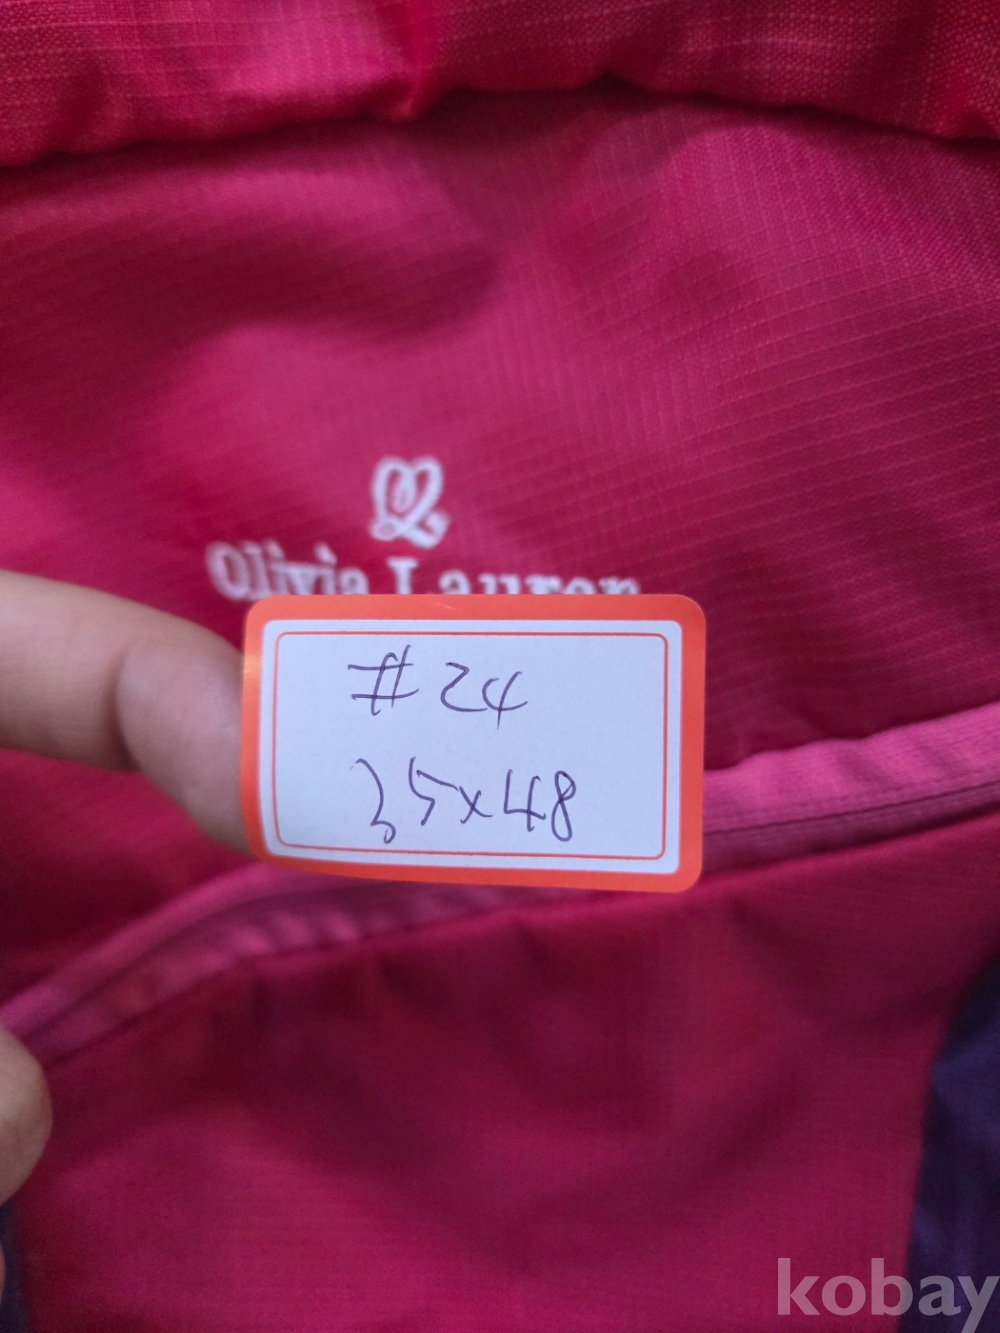 Olivia Lauren
# 24
35x48
kobay